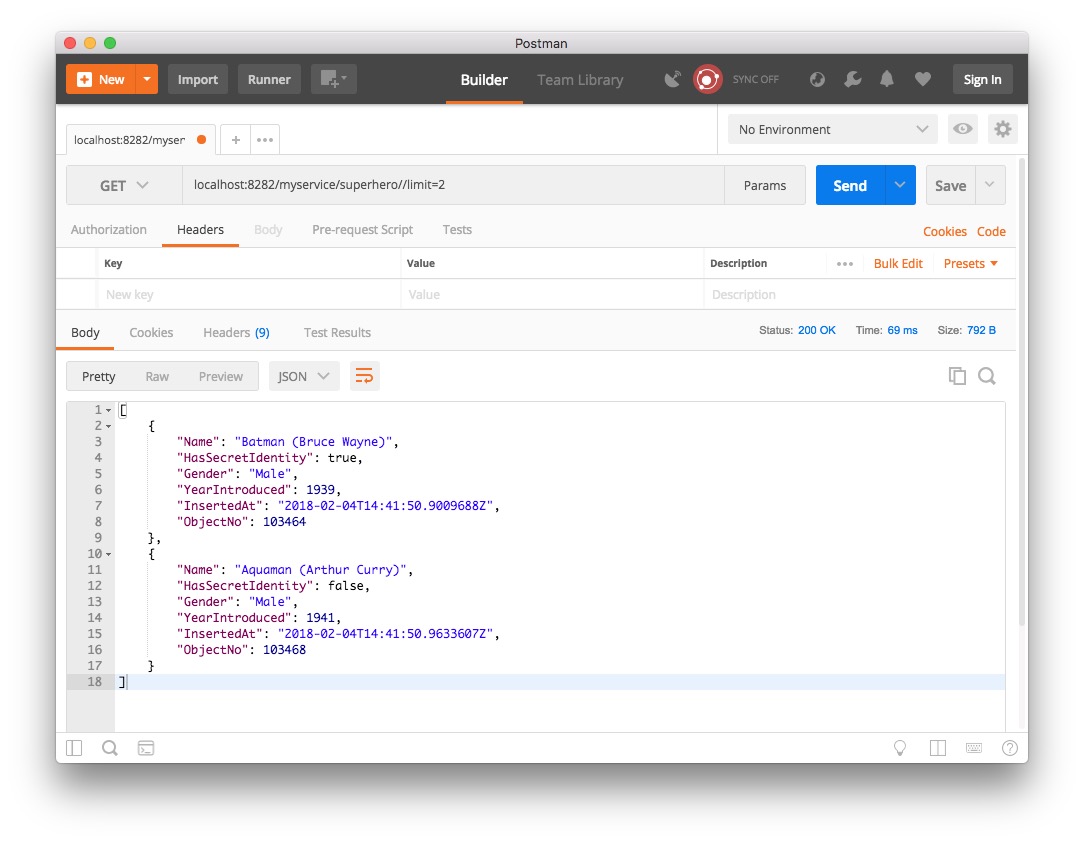 Postman
New Import Runner Builder Team Library SYNC OFF Sign In
localhost:8282/myser + ••• No Environment
GET localhost:8282/myservice/superhero//limit=2 Params Send Save
Authorization Headers Body Pre-request Script Tests Cookies Code
Key Value Description ••• Bulk Edit Presets
New key Value Description
Body Cookies Headers (9) Test Results Status: 200 OK Time: 69 ms Size: 792 B
Pretty Raw Preview JSON
1 [
2 {
3 "Name": "Batman (Bruce Wayne)",
4 "HasSecretIdentity": true,
5 "Gender": "Male",
6 "YearIntroduced": 1939,
7 "InsertedAt": "2018-02-04T14:41:50.9009688Z",
8 "ObjectNo": 103464
9 },
10 {
11 "Name": "Aquaman (Arthur Curry)",
12 "HasSecretIdentity": false,
13 "Gender": "Male",
14 "YearIntroduced": 1941,
15 "InsertedAt": "2018-02-04T14:41:50.9633607Z",
16 "ObjectNo": 103468
17 }
18 ]